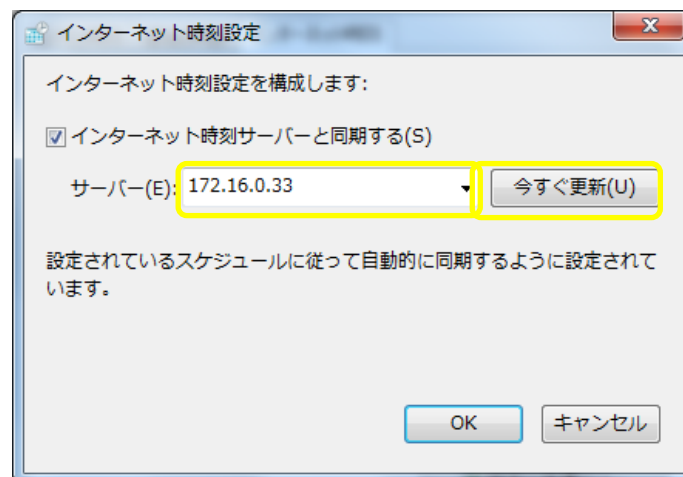 インターネット時刻設定
インターネット時刻設定を構成します:
インターネット時刻サーバーと同期する(S)
サーバー(E): 172.16.0.33 今すぐ更新(U)
設定されているスケジュールに従って自動的に同期するように設定されて
います。
OK キャンセル